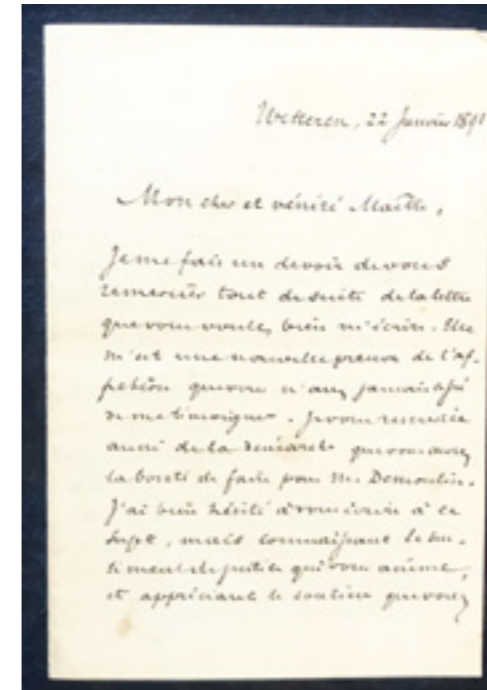 Wetteren, 22 Janvier 189
Mon cher et vénéré Maître,
Je me fais un devoir de vous
remercier tout de suite de la lettre
que vous voulez bien m'écrire. Elle
m'est une nouvelle preuve de l'af-
fection que vous n'avez jamais
de me témoigner. Je vous remercie
aussi de la démarche que vous avez
la bonté de faire pour Mr. Demoulin.
J'ai bien hésité à vous écrire à ce
sujet, mais connaissant le sen-
timent de justice qui vous anime,
et appréciant le soutien que vous